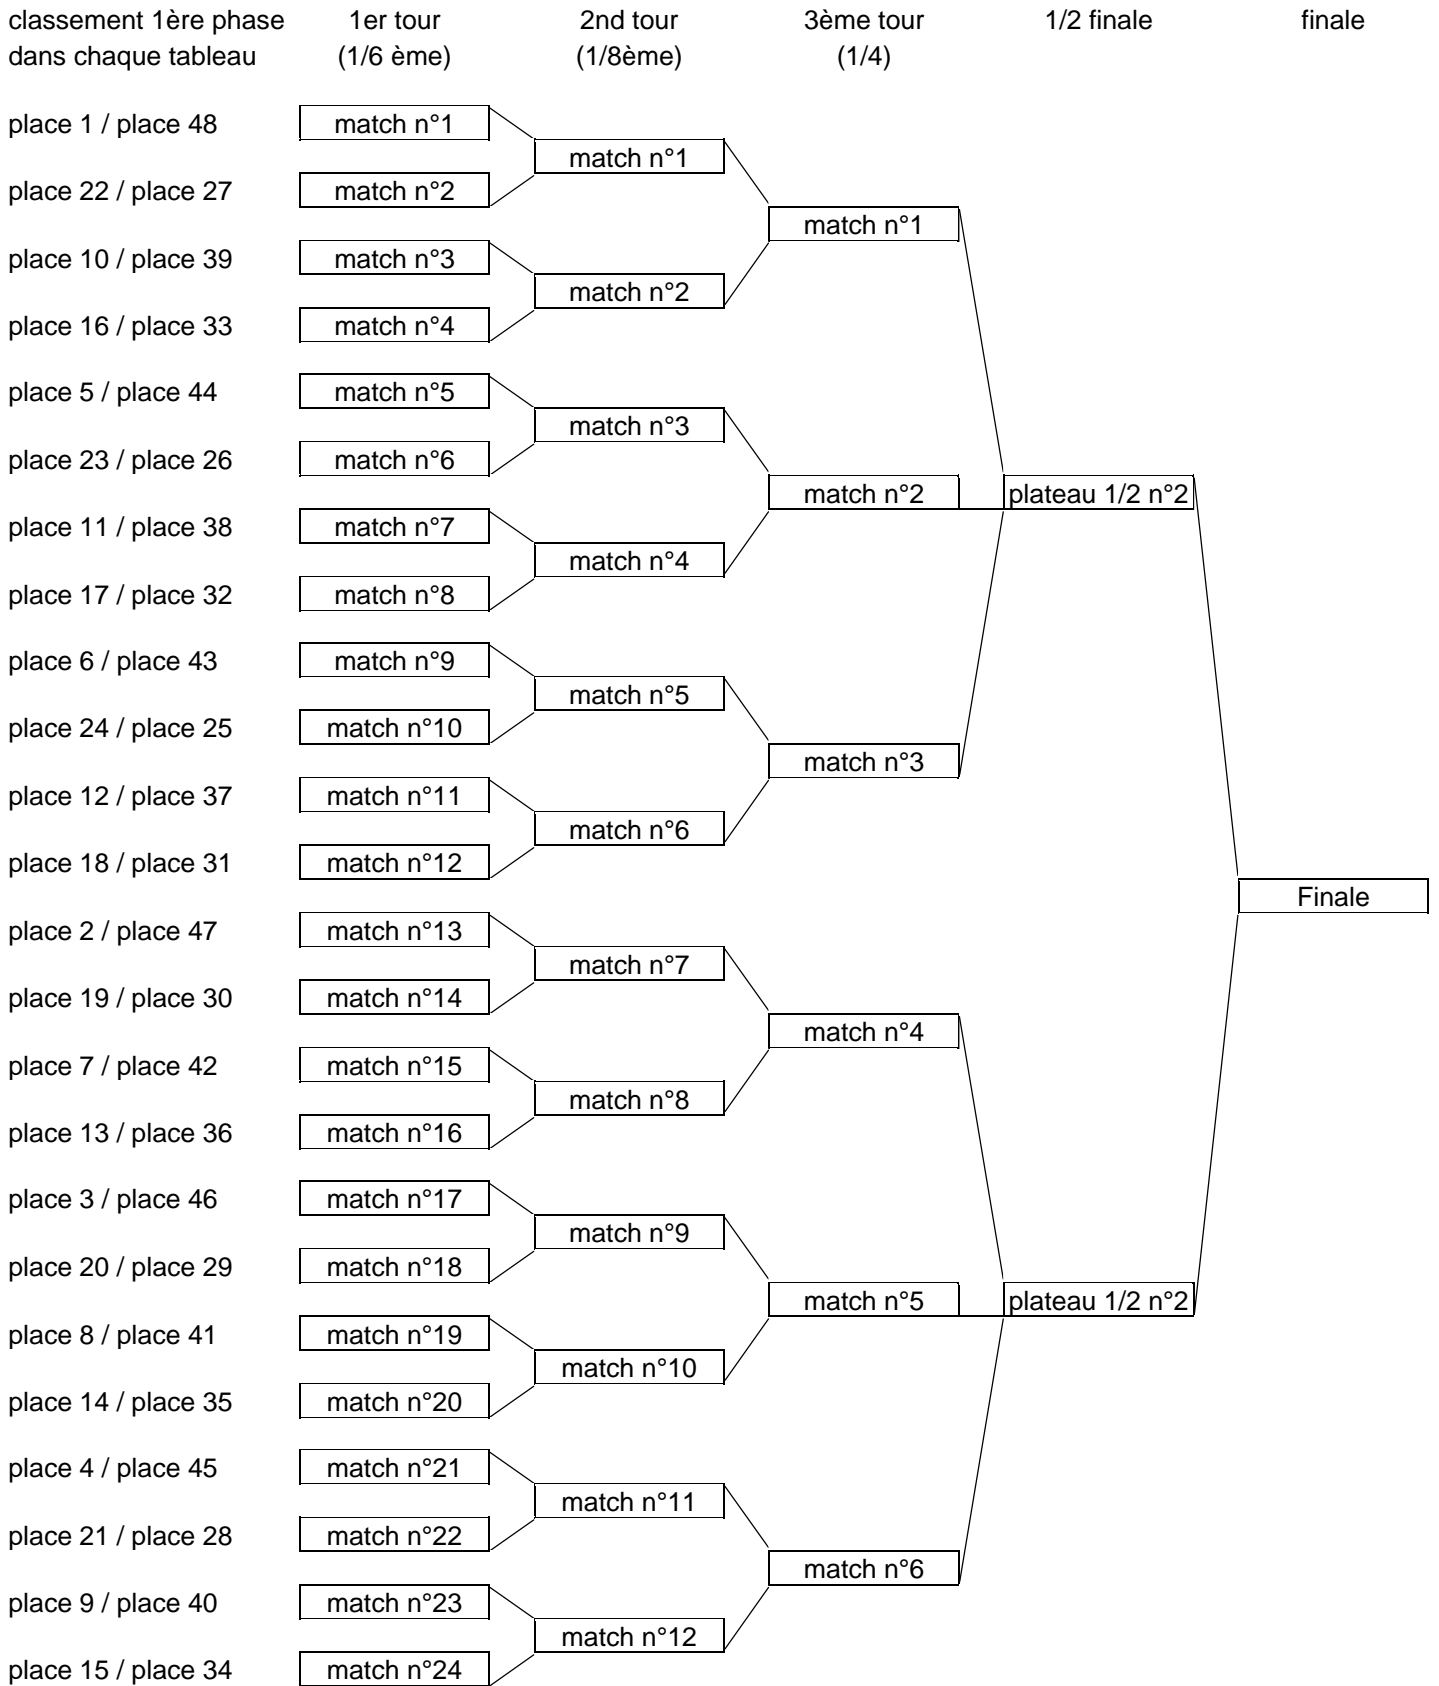 classement 1ère phase 1er tour 2nd tour 3ème tour 1/2 finale finale
dans chaque tableau (1/6 ème) (1/8ème) (1/4)
place 1 / place 48 match n°1
match n°1
place 22 / place 27 match n°2
match n°1
place 10 / place 39 match n°3
match n°2
place 16 / place 33 match n°4
place 5 / place 44 match n°5
match n°3
place 23 / place 26 match n°6
match n°2 plateau 1/2 n°2
place 11 / place 38 match n°7
match n°4
place 17 / place 32 match n°8
place 6 / place 43 match n°9
match n°5
place 24 / place 25 match n°10
match n°3
place 12 / place 37 match n°11
match n°6
place 18 / place 31 match n°12
Finale
place 2 / place 47 match n°13
match n°7
place 19 / place 30 match n°14
match n°4
place 7 / place 42 match n°15
match n°8
place 13 / place 36 match n°16
place 3 / place 46 match n°17
match n°9
place 20 / place 29 match n°18
match n°5 plateau 1/2 n°2
place 8 / place 41 match n°19
match n°10
place 14 / place 35 match n°20
place 4 / place 45 match n°21
match n°11
place 21 / place 28 match n°22
match n°6
place 9 / place 40 match n°23
match n°12
place 15 / place 34 match n°24